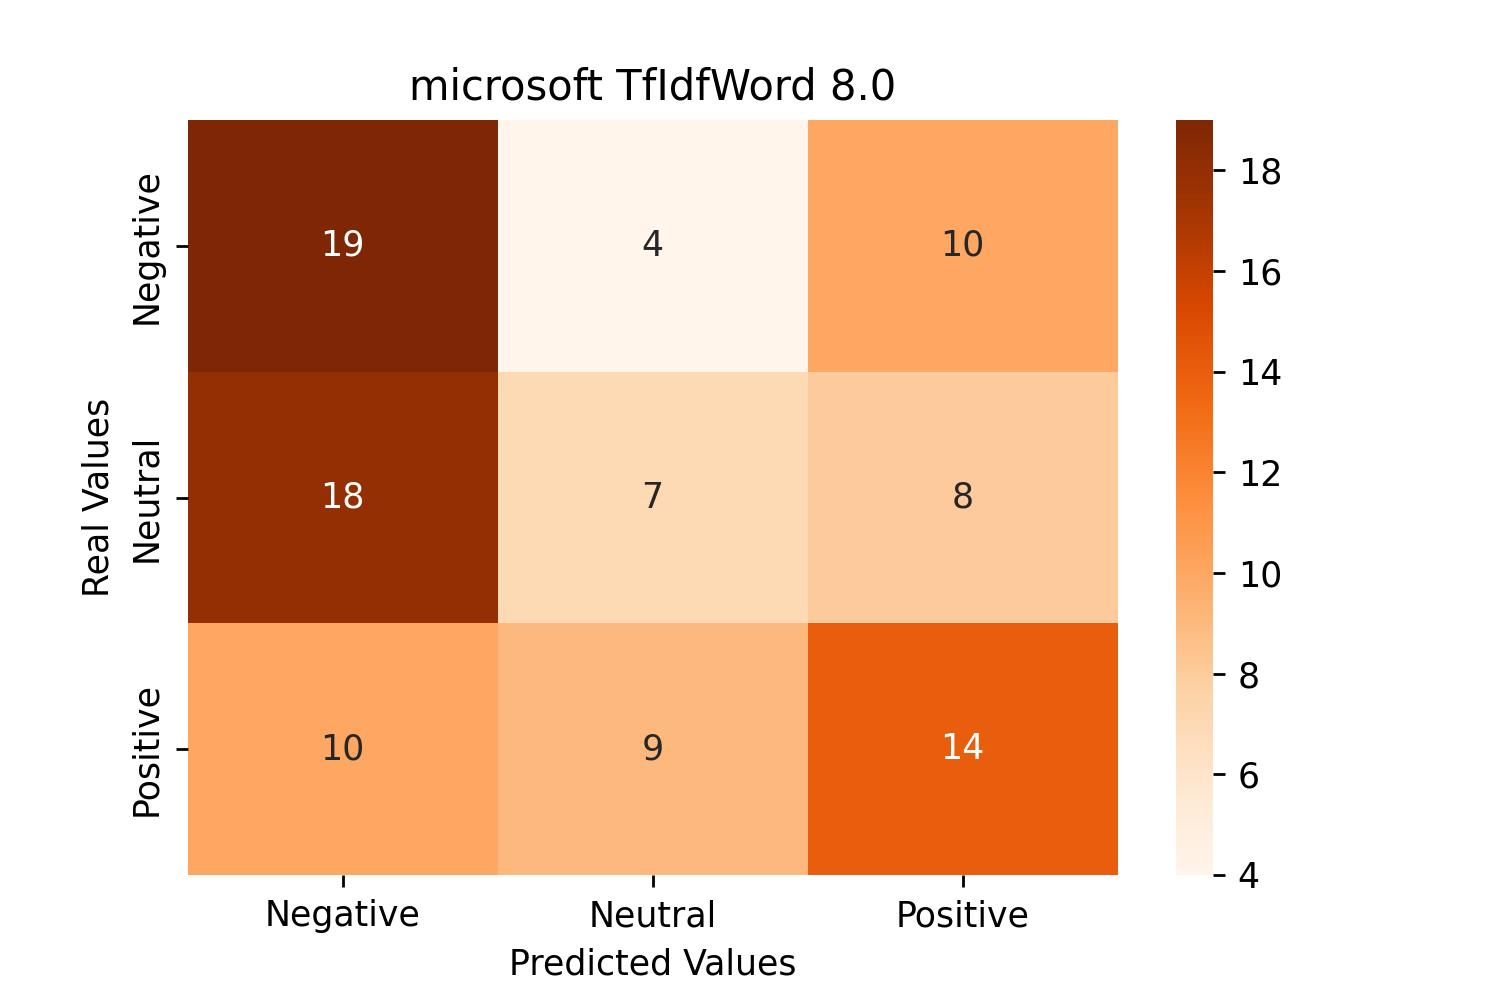 microsoft TfIdfWord 8.0
Real Values
Negative
19 4 10
18
16
Neutral
18 7 8
14
12
10
Positive
10 9 14
8
6
4
Negative Neutral Positive
Predicted Values